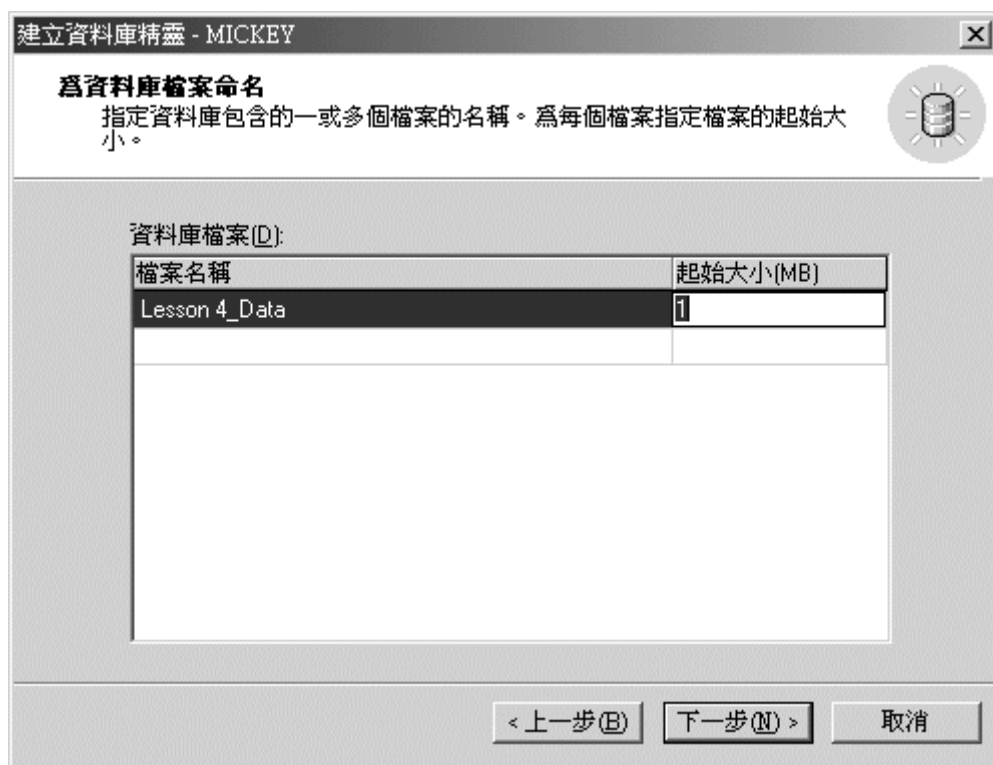 建立資料庫精靈 - MICKEY
為資料庫檔案命名
指定資料庫包含的一或多個檔案的名稱。為每個檔案指定檔案的起始大
小。
資料庫檔案(D):
檔案名稱 起始大小(MB)
Lesson 4_Data 1
<上一步(B) 下一步(N)> 取消